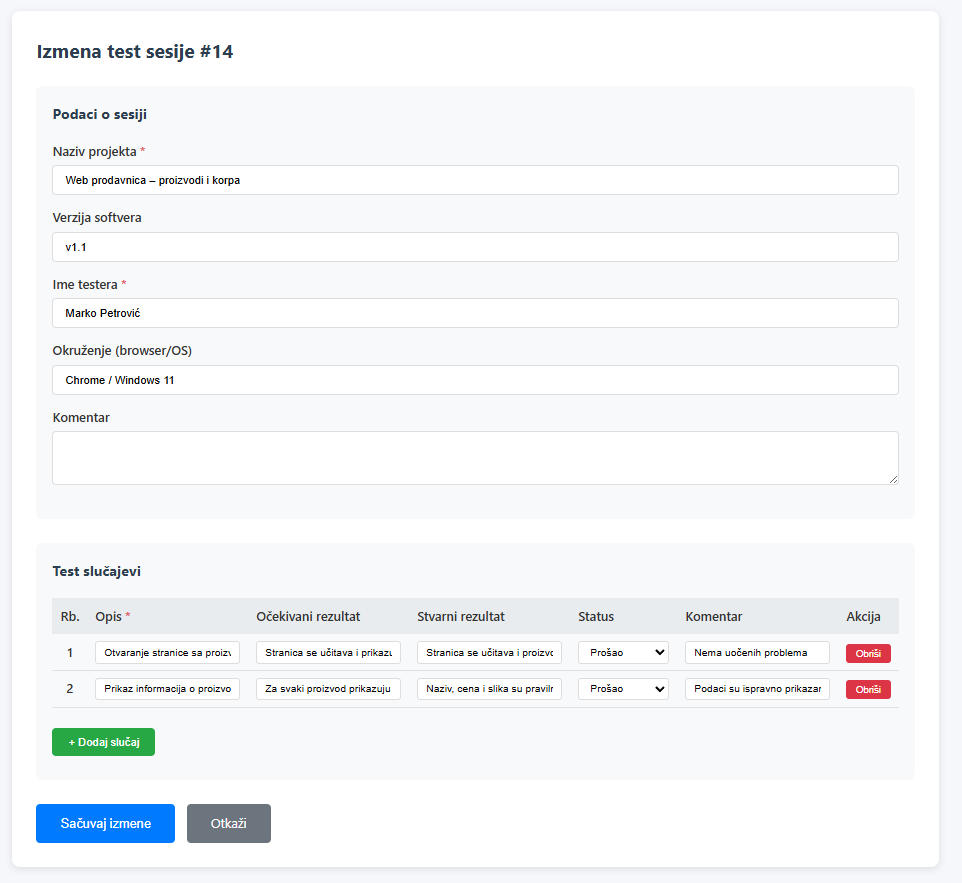 Izmena test sesije #14
Podaci o sesiji
Naziv projekta *
Web prodavnica – proizvodi i korpa
Verzija softvera
v1.1
Ime testera *
Marko Petrović
Okruženje (browser/OS)
Chrome / Windows 11
Komentar
Test slučajevi
Rb. Opis * Očekivani rezultat Stvarni rezultat Status Komentar Akcija
1 Otvaranje stranice sa proizv Stranica se učitava i prikazu Stranica se učitava i proizvo Prošao Nema uočenih problema Obriši
2 Prikaz informacija o proizvo Za svaki proizvod prikazuju Naziv, cena i slika su pravilr Prošao Podaci su ispravno prikazar Obriši
+ Dodaj slučaj
Sačuvaj izmene Otkaži